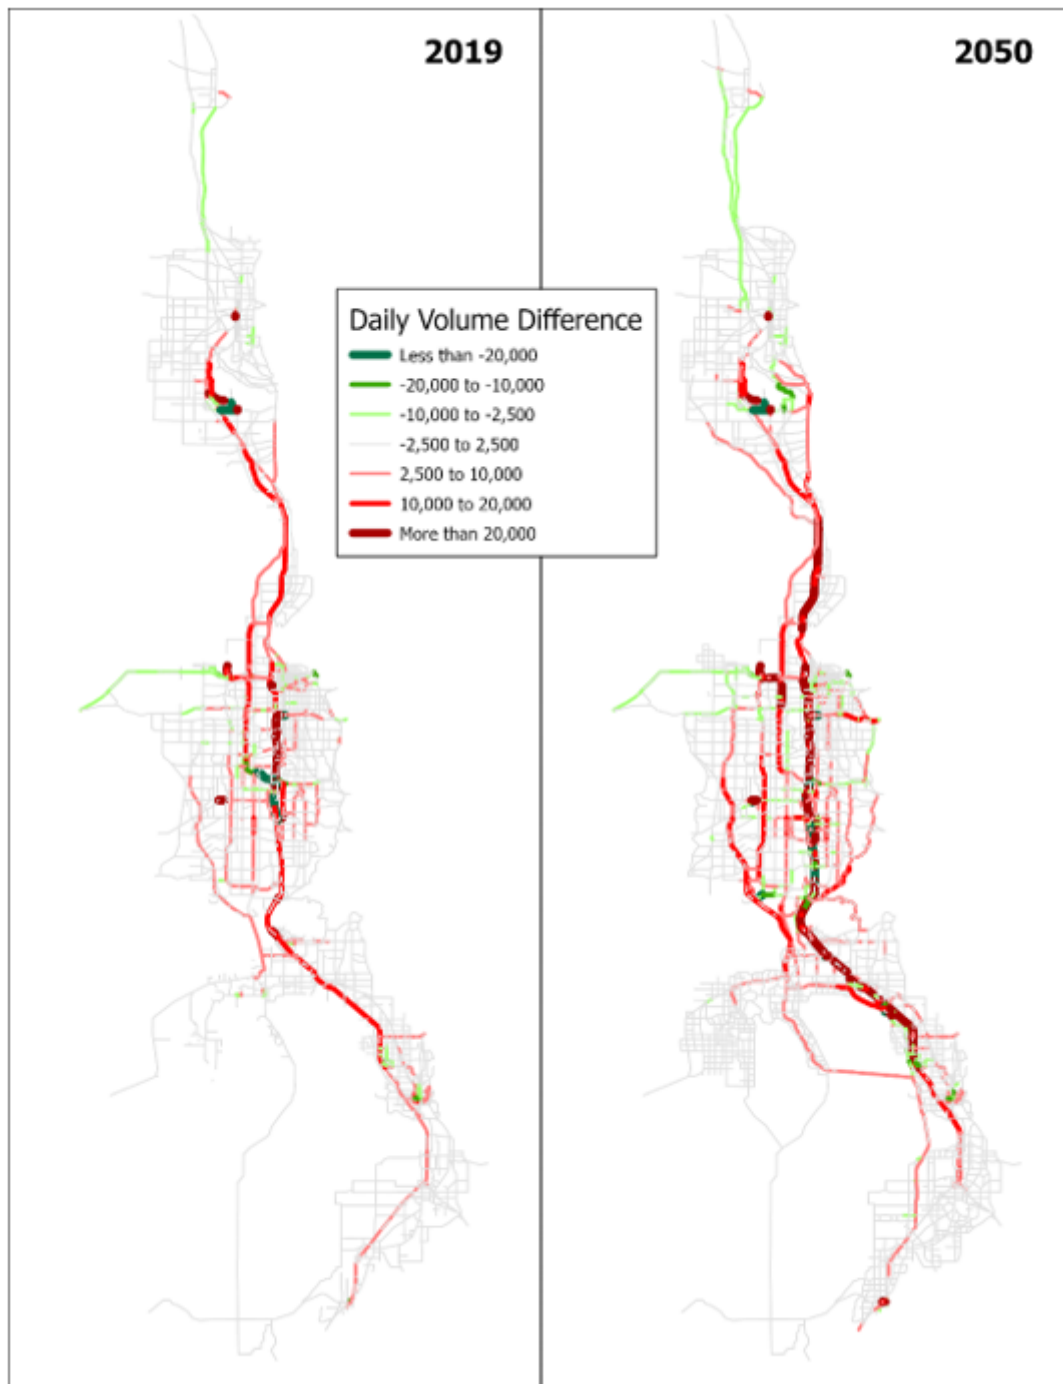 2019
2050
Daily Volume Difference
Less than -20,000
-20,000 to -10,000
-10,000 to -2,500
-2,500 to 2,500
2,500 to 10,000
10,000 to 20,000
More than 20,000